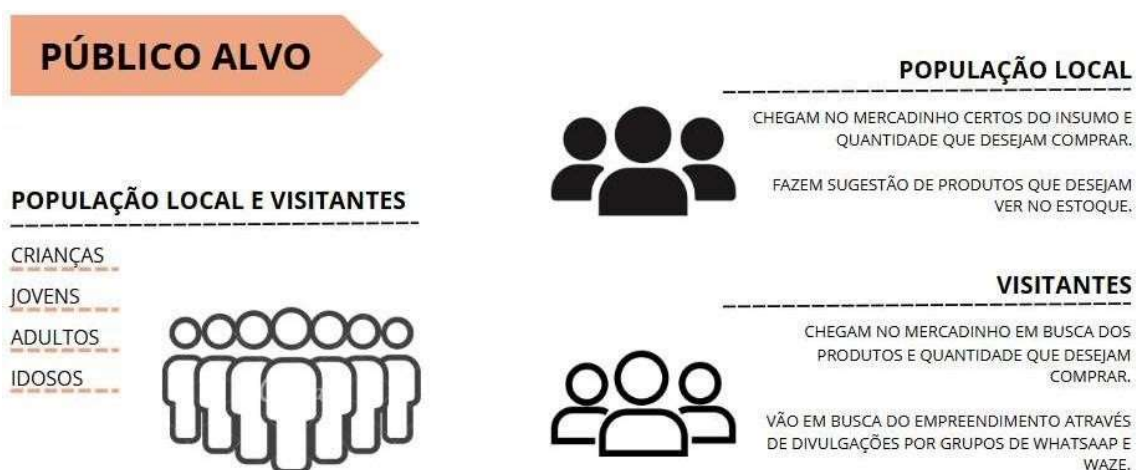 PÚBLICO ALVO
POPULAÇÃO LOCAL E VISITANTES
CRIANÇAS
JOVENS
ADULTOS
IDOSOS
POPULAÇÃO LOCAL
CHEGAM NO MERCADINHO CERTOS DO INSUMO E
QUANTIDADE QUE DESEJAM COMPRAR.
FAZEM SUGESTÃO DE PRODUTOS QUE DESEJAM
VER NO ESTOQUE.
VISITANTES
CHEGAM NO MERCADINHO EM BUSCA DOS
PRODUTOS E QUANTIDADE QUE DESEJAM
COMPRAR.
VÃO EM BUSCA DO EMPREENDIMENTO ATRAVÉS
DE DIVULGAÇÕES POR GRUPOS DE WHATSAAP E
WAZE.